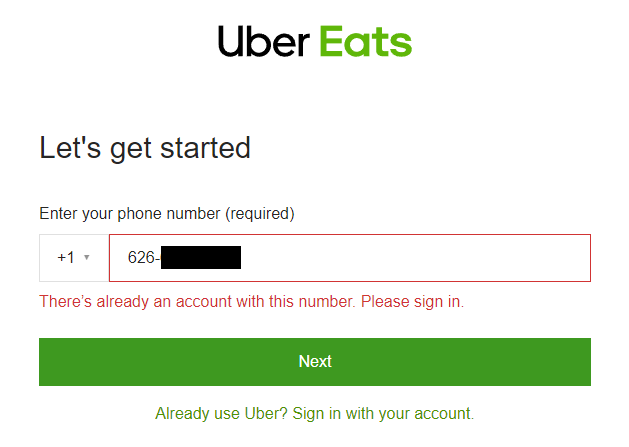 Uber Eats
Let's get started
Enter your phone number (required)
+1 ▾ 626-
There’s already an account with this number. Please sign in.
Next
Already use Uber? Sign in with your account.